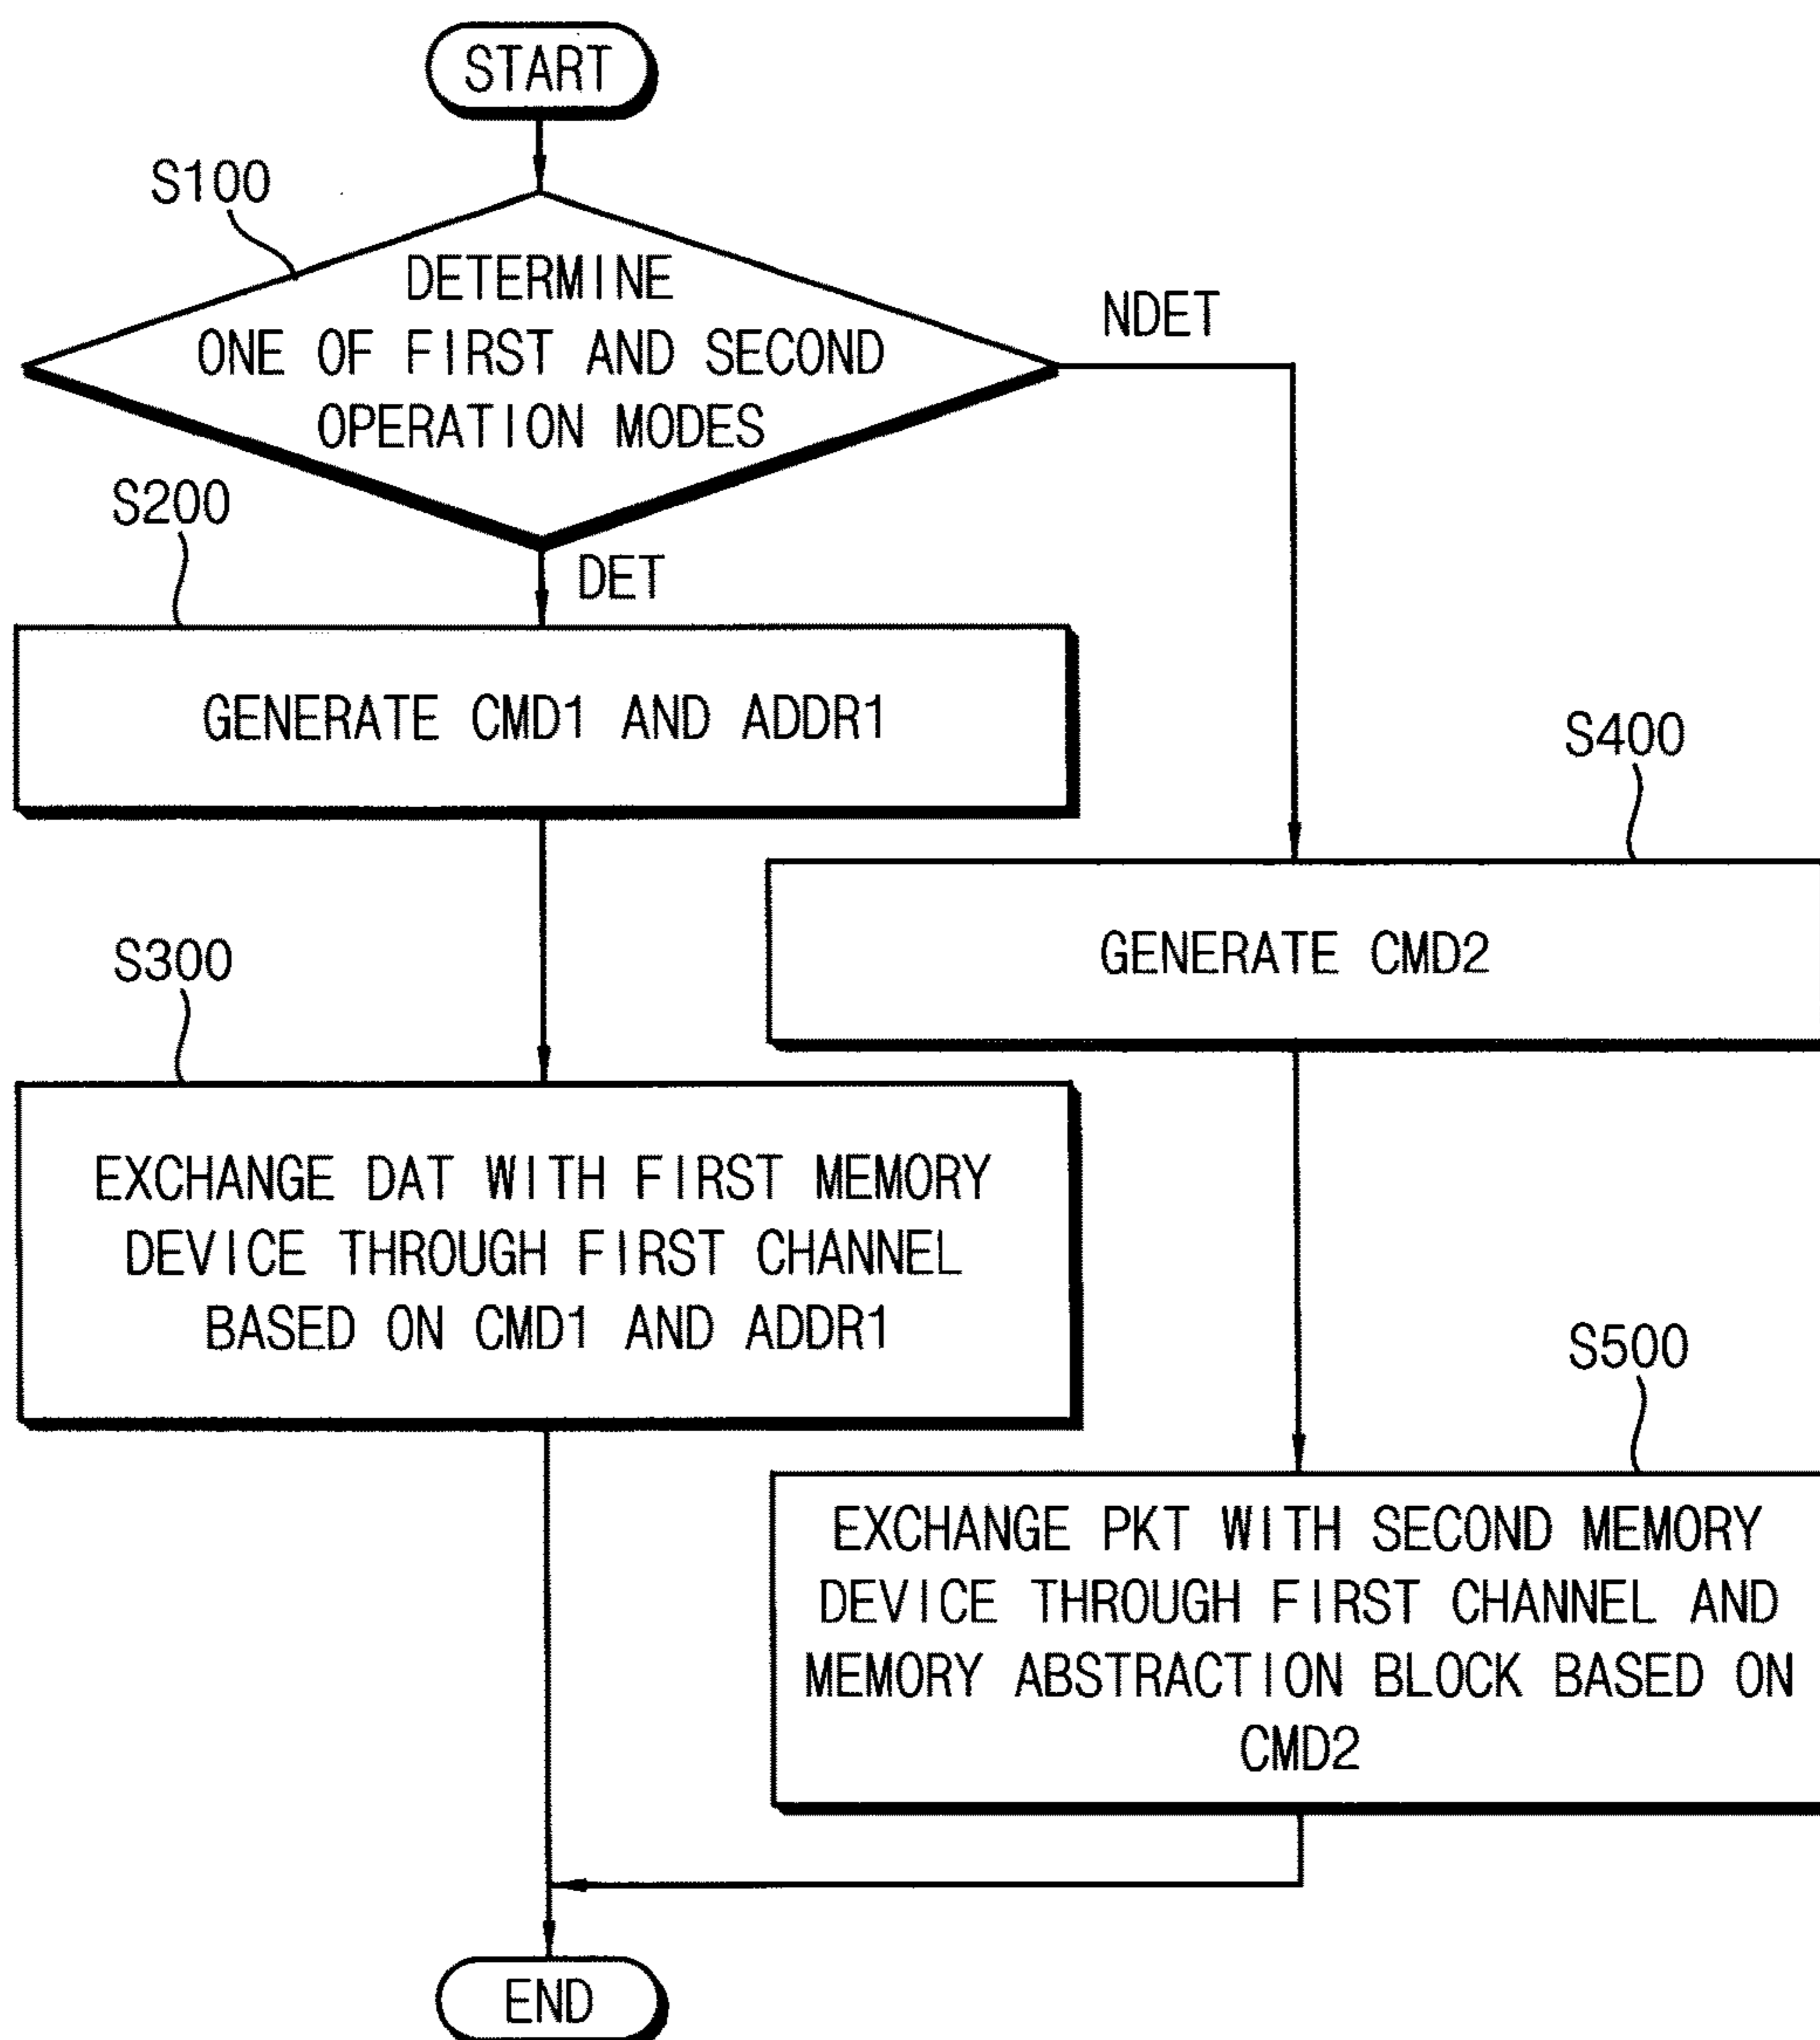 START
S100
DETERMINE
ONE OF FIRST AND SECOND
OPERATION MODES
NDET
DET
S200
GENERATE CMD1 AND ADDR1
S400
GENERATE CMD2
S300
EXCHANGE DAT WITH FIRST MEMORY
DEVICE THROUGH FIRST CHANNEL
BASED ON CMD1 AND ADDR1
S500
EXCHANGE PKT WITH SECOND MEMORY
DEVICE THROUGH FIRST CHANNEL AND
MEMORY ABSTRACTION BLOCK BASED ON
CMD2
END